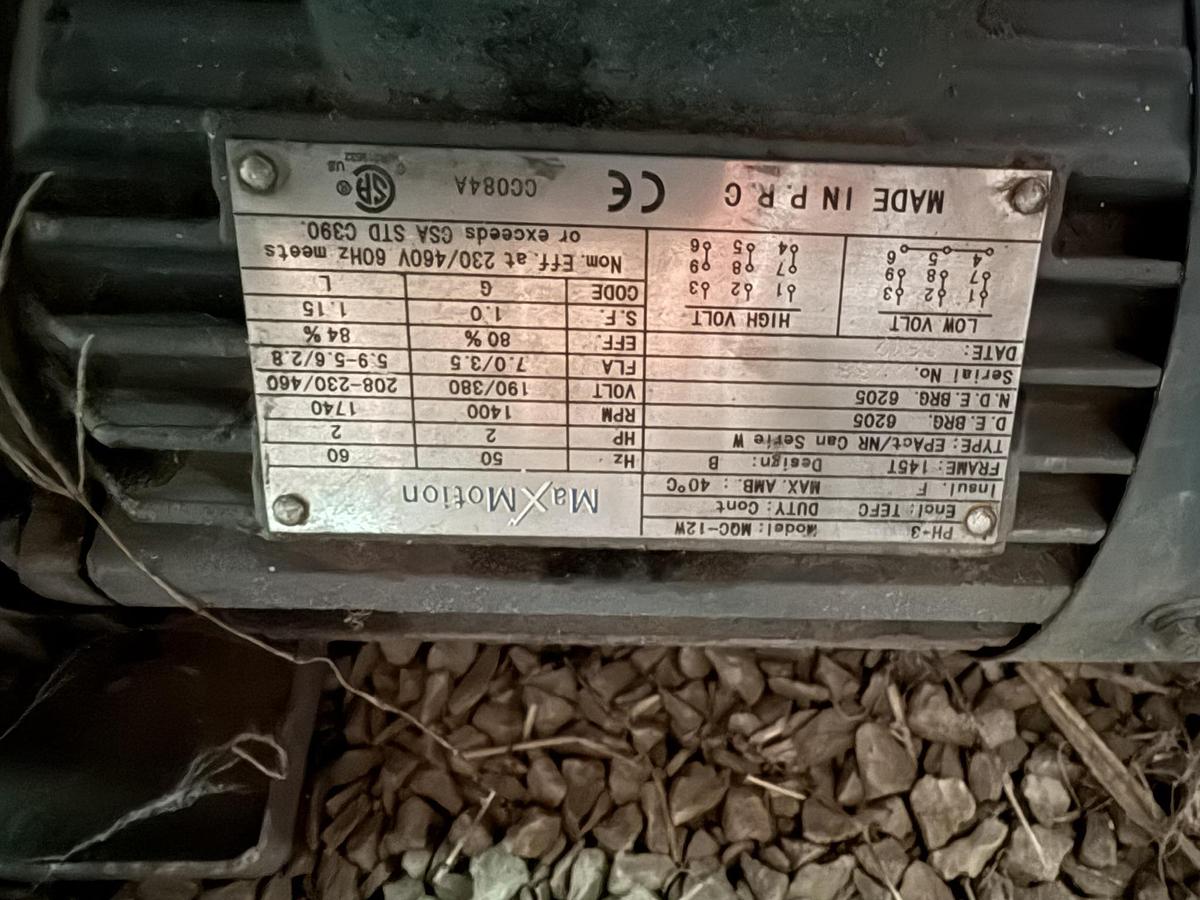 PH-3 Model: MQC-12W
Encl: TEFC DUTY: Cont
Insul. F MAX. AMB.: 40°C
FRAME: 145T Design: B
TYPE: EPAct/NR Can Serie W
D.E.BRG. 6205
N.D.E.BRG. 6205
Serial No.
DATE:
LOW VOLT
1 2 3
7 8 9
4 5 6
HIGH VOLT
1 2 3
7 8 9
4 5 6
MaxMotion
Hz 50 60
HP 2 2
RPM 1400 1740
VOLT 190/380 208-230/460
FLA 7.0/3.5 5.9-5.6/2.8
EFF. 80% 84%
S.F. 1.0 1.15
CODE G L
Nom. Eff. at 230/460V 60Hz meets
or exceeds CSA STD C390.
MADE IN P.R.C CE CC084A SA ® US